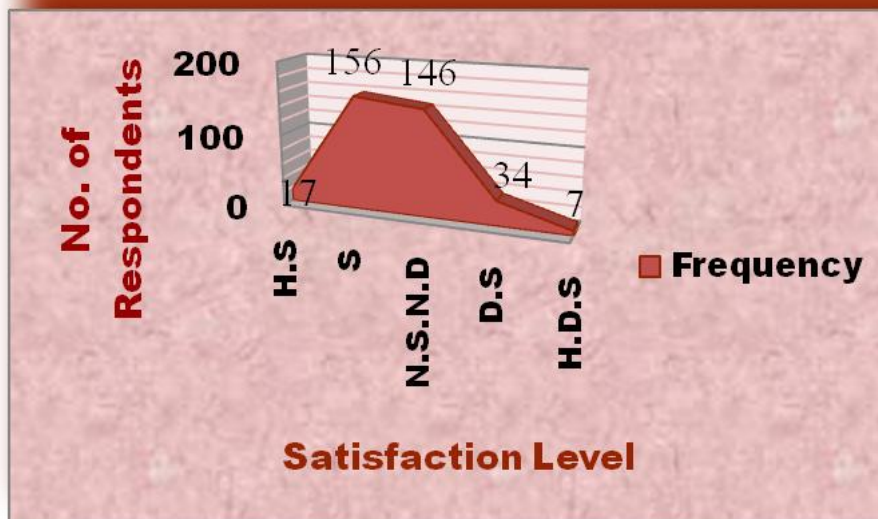 No. of
Respondents
200
100
0
17
156
146
34
7
H.S
S
N.S.N.D
D.S
H.D.S
Frequency
Satisfaction Level